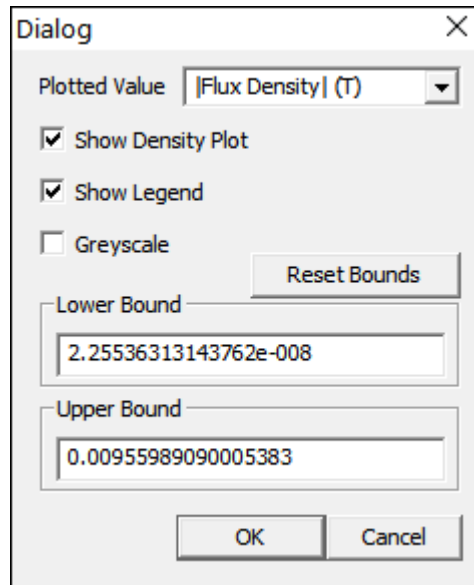 Dialog
Plotted Value |Flux Density| (T)
Show Density Plot
Show Legend
Greyscale
Reset Bounds
Lower Bound
2.25536313143762e-008
Upper Bound
0.00955989090005383
OK Cancel